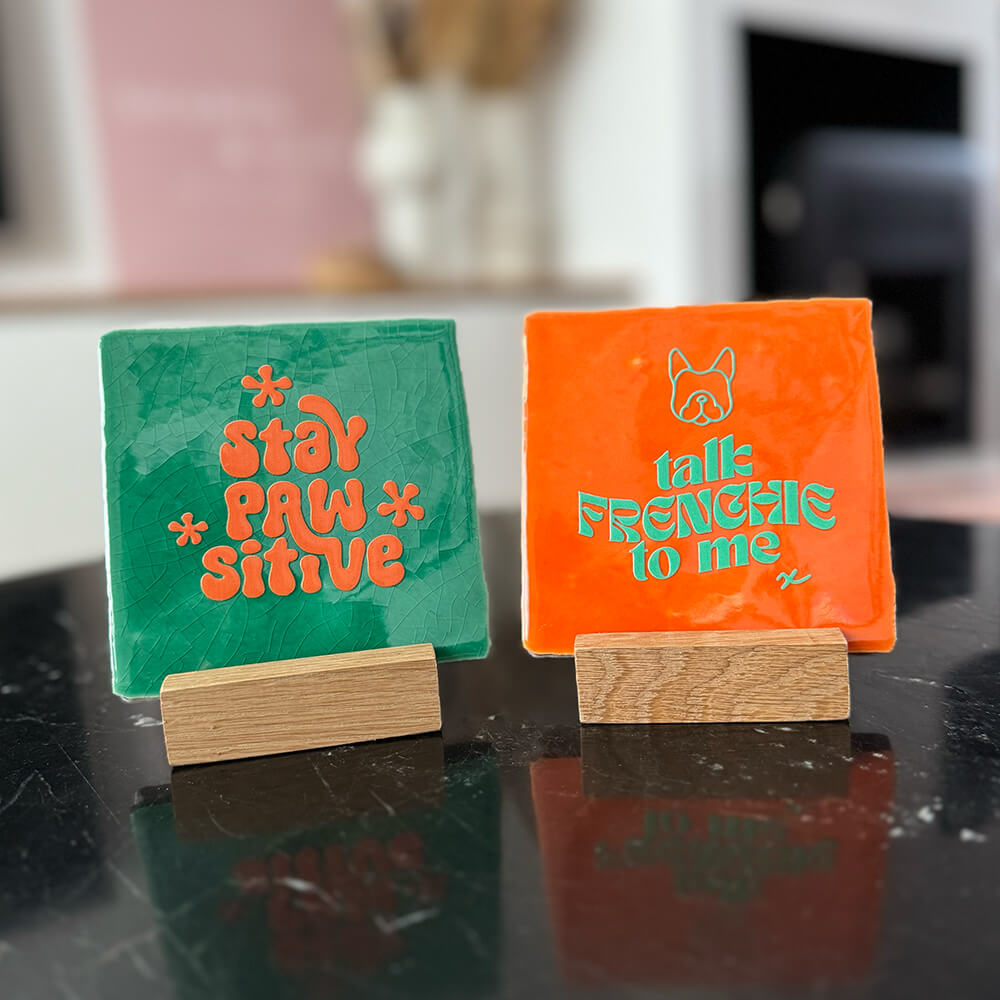 stay
PAW
sitive
talk
FRENCHIE
to me
x